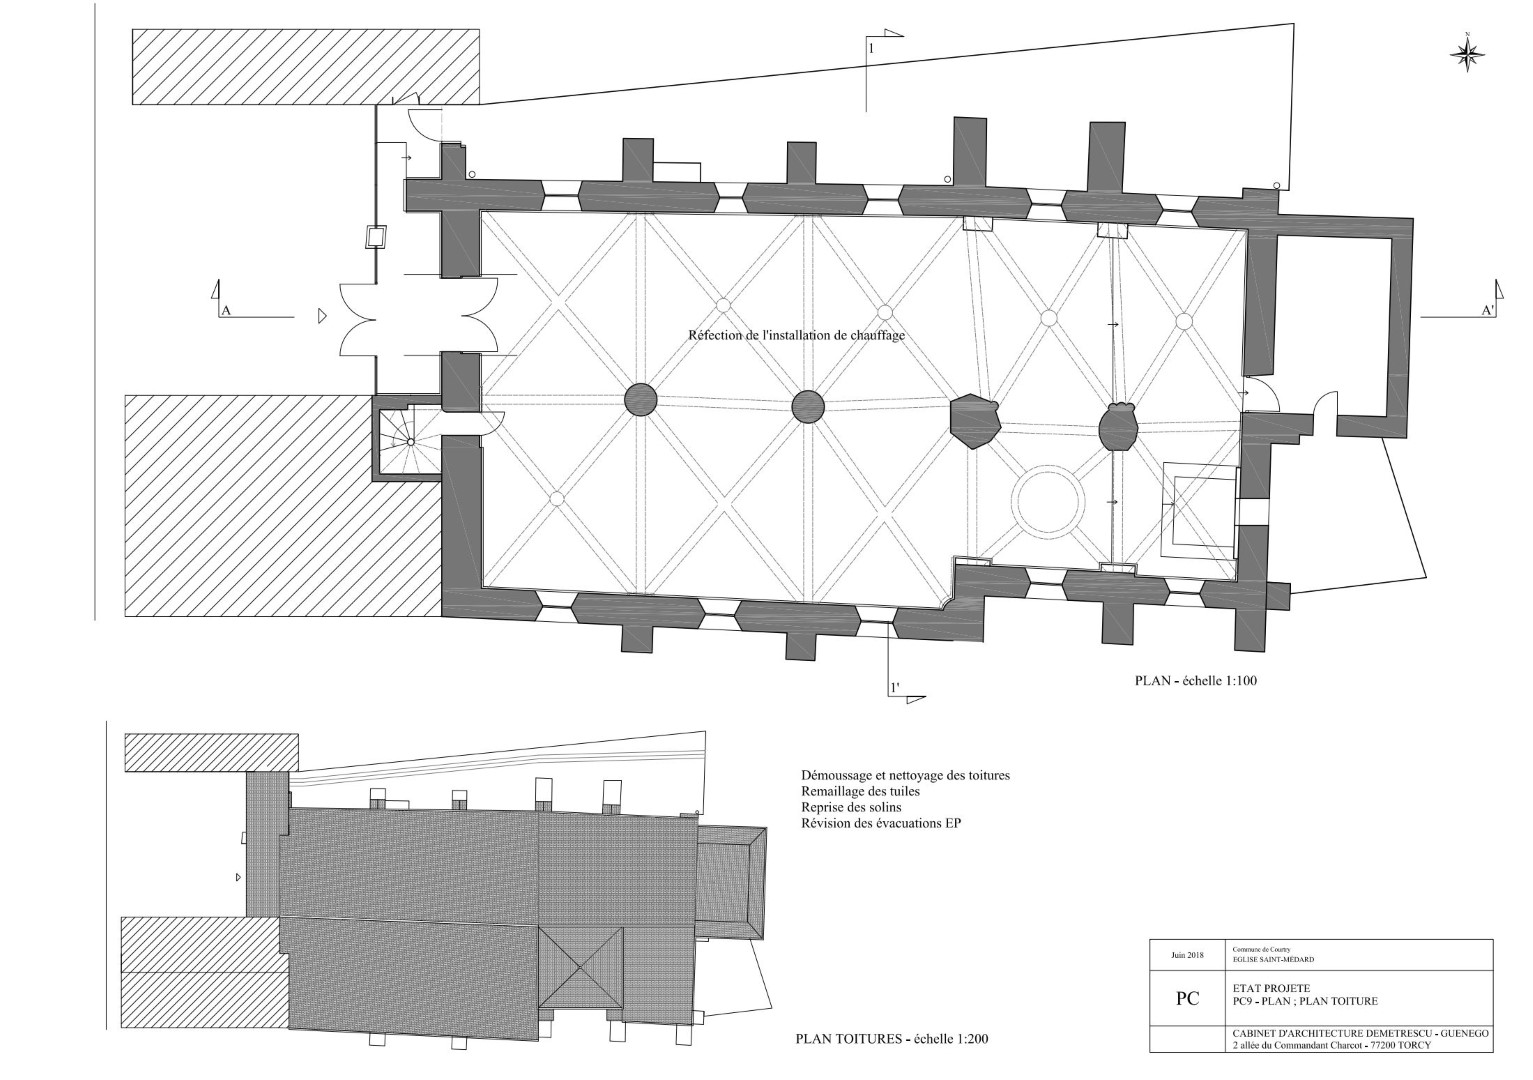 1
N
A
A'
Réfection de l'installation de chauffage
1'
PLAN - échelle 1:100
Démoussage et nettoyage des toitures
Remaillage des tuiles
Reprise des solins
Révision des évacuations EP
PLAN TOITURES - échelle 1:200
Juin 2018
Commune de Courtry
EGLISE SAINT-MÉDARD
PC
ETAT PROJETE
PC9 - PLAN ; PLAN TOITURE
CABINET D'ARCHITECTURE DEMETRESCU - GUENEGO
2 allée du Commandant Charcot - 77200 TORCY